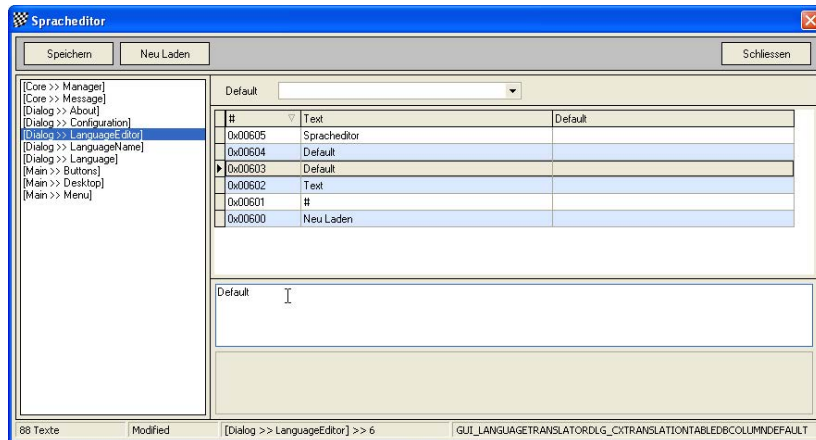 Spracheditor
Speichern Neu Laden Schliessen
[Core >> Manager]
[Core >> Message]
[Dialog >> About]
[Dialog >> Configuration]
[Dialog >> LanguageEditor]
[Dialog >> LanguageName]
[Dialog >> Language]
[Main >> Buttons]
[Main >> Desktop]
[Main >> Menu]
Default
# Text Default
0x00605 Spracheditor
0x00604 Default
0x00603 Default
0x00602 Text
0x00601 #
0x00600 Neu Laden
Default
88 Texte Modified [Dialog >> LanguageEditor] >> 6 GUI_LANGUAGETRANSLATORDLG_CXTRANSLATIONTABLEDBCOLUMNDEFAULT